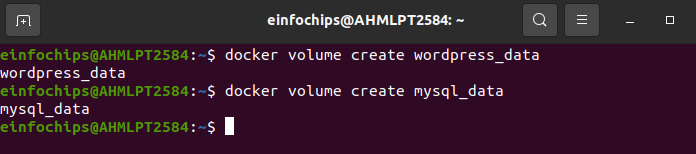 einfochips@AHMLPT2584: ~
einfochips@AHMLPT2584:~$ docker volume create wordpress_data
wordpress_data
einfochips@AHMLPT2584:~$ docker volume create mysql_data
mysql_data
einfochips@AHMLPT2584:~$